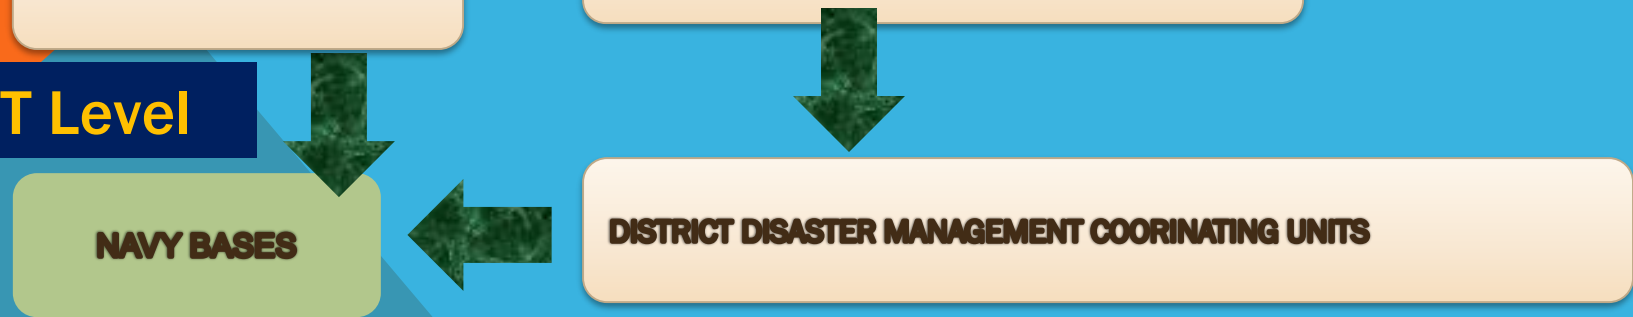 T Level
NAVY BASES
DISTRICT DISASTER MANAGEMENT COORINATING UNITS